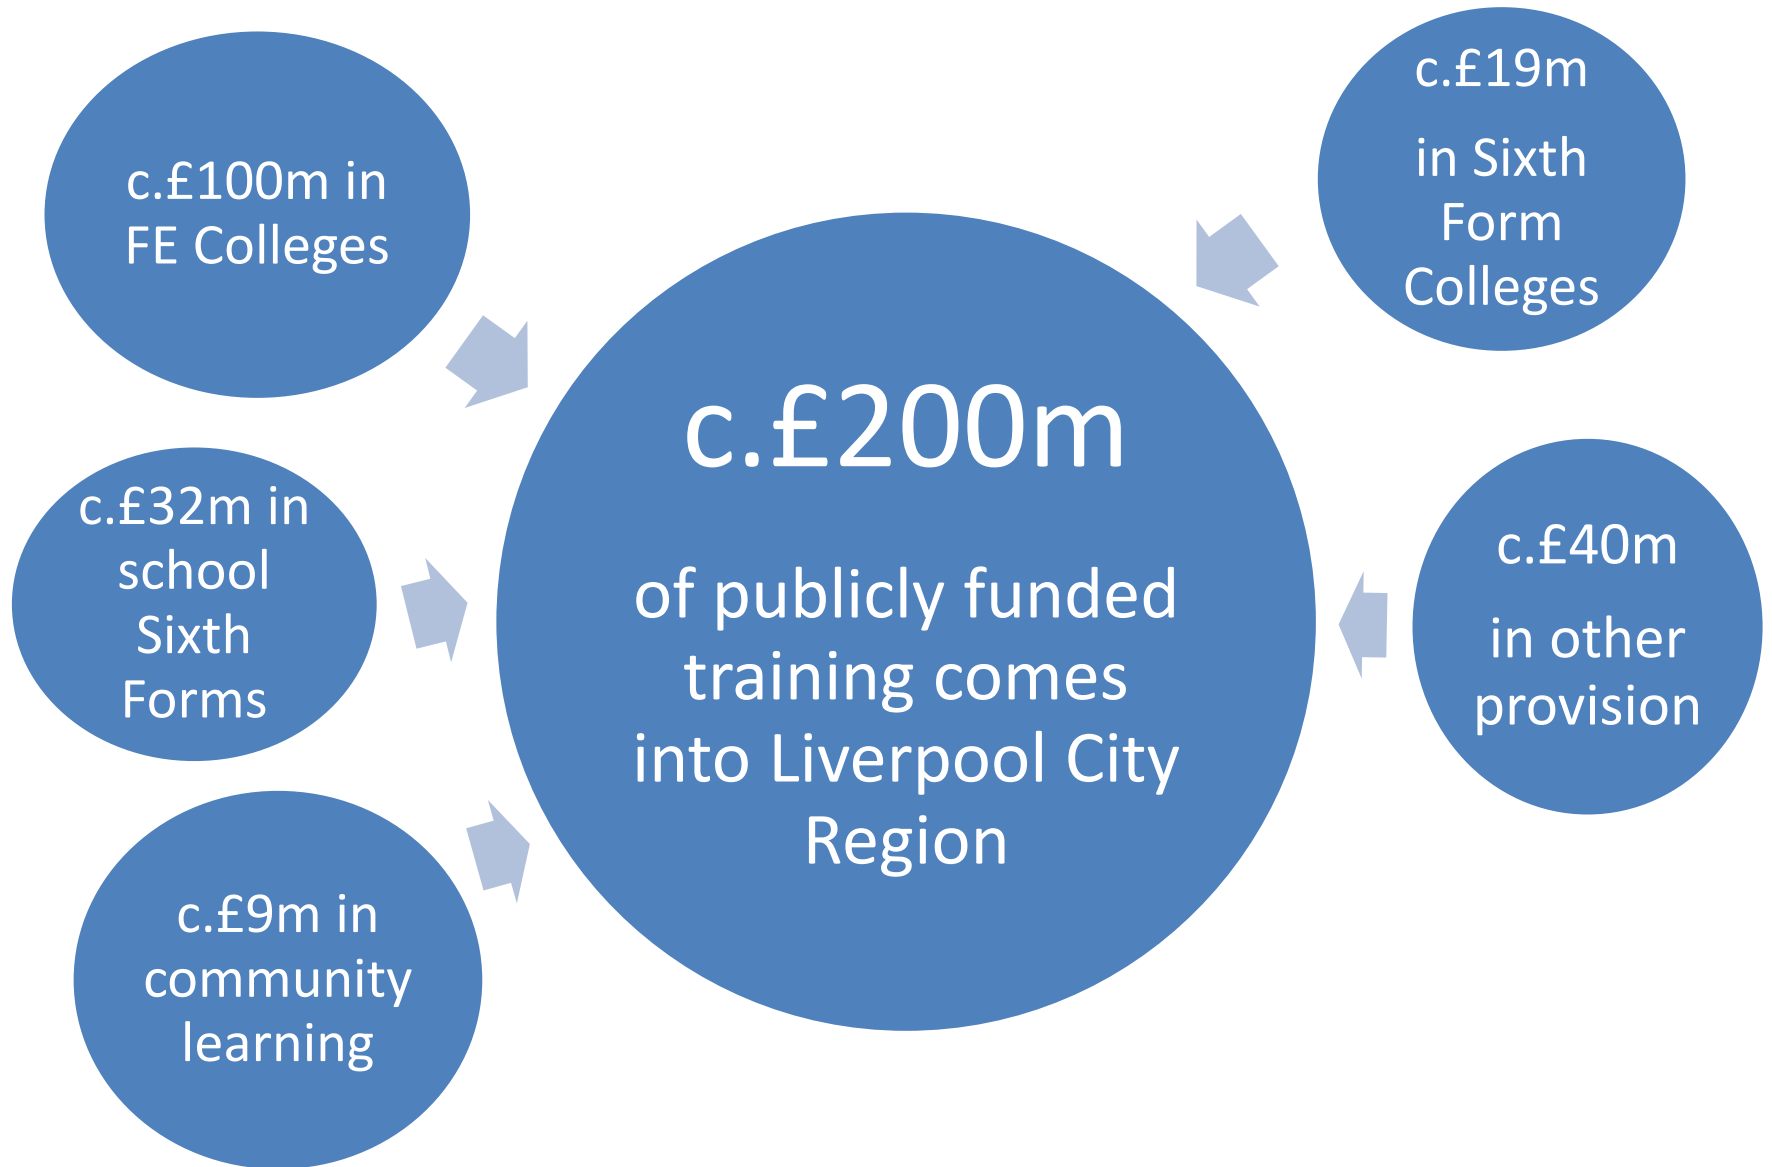 c.£100m in
FE Colleges
c.£32m in
school
Sixth
Forms
c.£9m in
community
learning
c.£200m
of publicly funded
training comes
into Liverpool City
Region
c.£19m
in Sixth
Form
Colleges
c.£40m
in other
provision